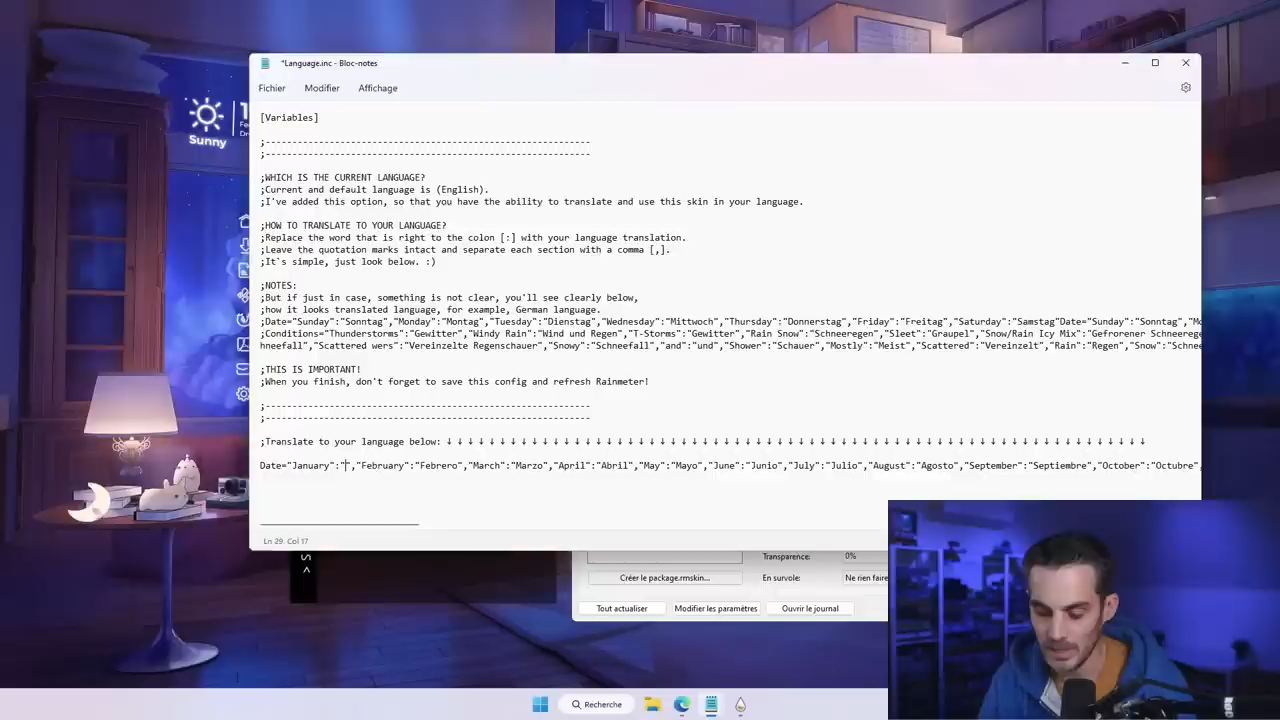 *Language.inc - Bloc-notes
Fichier Modifier Affichage
[Variables]
;------------------------------------------------------------
;------------------------------------------------------------
;WHICH IS THE CURRENT LANGUAGE?
;Current and default language is (English).
;I've added this option, so that you have the ability to translate and use this skin in your language.
;HOW TO TRANSLATE TO YOUR LANGUAGE?
;Replace the word that is right to the colon [:] with your language translation.
;Leave the quotation marks intact and separate each section with a comma [,].
;It`s simple, just look below. :)
;NOTES:
;But if just in case, something is not clear, you'll see clearly below,
;how it looks translated language, for example, German language.
;Date="Sunday":"Sonntag","Monday":"Montag","Tuesday":"Dienstag","Wednesday":"Mittwoch","Thursday":"Donnerstag","Friday":"Freitag","Saturday":"Samstag"Date="Sunday":"Sonntag","Mo
;Conditions="Thunderstorms":"Gewitter","Windy Rain":"Wind und Regen","T-Storms":"Gewitter","Rain Snow":"Schneeregen","Sleet":"Graupel","Snow/Rain Icy Mix":"Gefrorener Schneerege
hneefall","Scattered wers":"Vereinzelte Regenschauer","Snowy":"Schneefall","and":"und","Shower":"Schauer","Mostly":"Meist","Scattered":"Vereinzelt","Rain":"Regen","Snow":"Schnee
;THIS IS IMPORTANT!
;When you finish, don't forget to save this config and refresh Rainmeter!
;------------------------------------------------------------
;------------------------------------------------------------
;Translate to your language below: ↓ ↓ ↓ ↓ ↓ ↓ ↓ ↓ ↓ ↓ ↓ ↓ ↓ ↓ ↓ ↓ ↓ ↓ ↓ ↓ ↓ ↓ ↓ ↓ ↓ ↓ ↓ ↓ ↓ ↓ ↓ ↓ ↓ ↓ ↓ ↓ ↓ ↓ ↓ ↓ ↓ ↓ ↓ ↓ ↓ ↓ ↓ ↓ ↓ ↓ ↓ ↓ ↓ ↓ ↓ ↓ ↓ ↓ ↓ ↓ ↓ ↓ ↓ ↓ ↓
Date="January":"","February":"Febrero","March":"Marzo","April":"Abril","May":"Mayo","June":"Junio","July":"Julio","August":"Agosto","September":"Septiembre","October":"Octubre",
Ln 29. Col 17
Sunny
Transparence: 0%
Créer le package.rmskin... En survole: Ne rien faire
Tout actualiser Modifier les paramètres Ouvrir le journal
Recherche